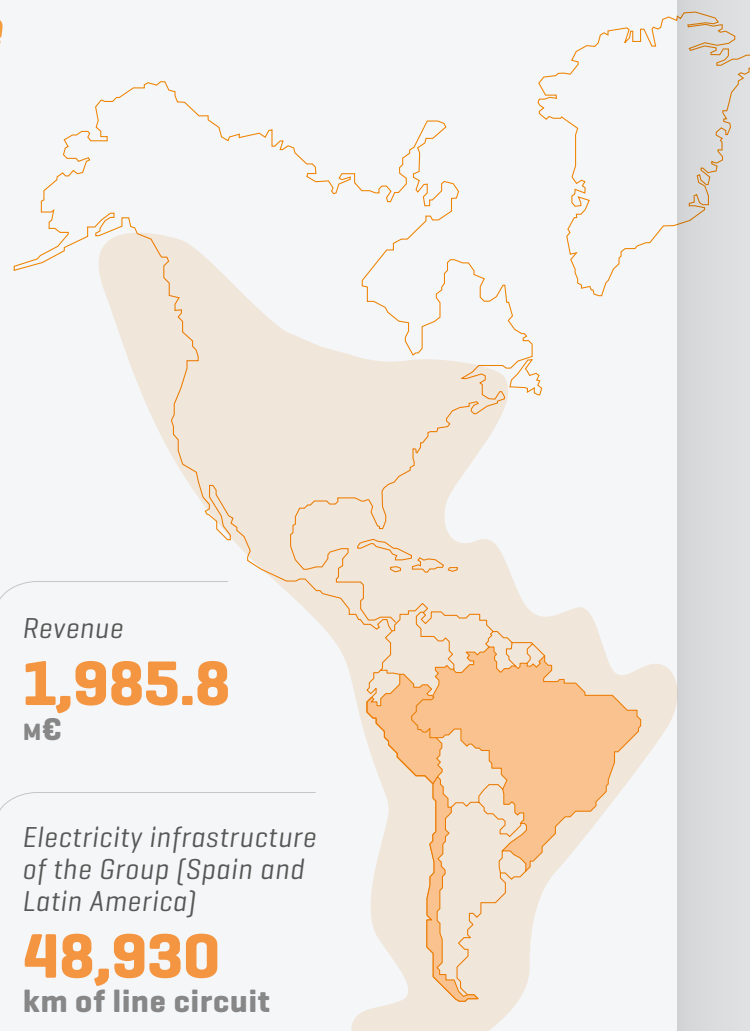 Revenue
1,985.8
M€
Electricity infrastructure
of the Group (Spain and
Latin America)
48,930
km of line circuit